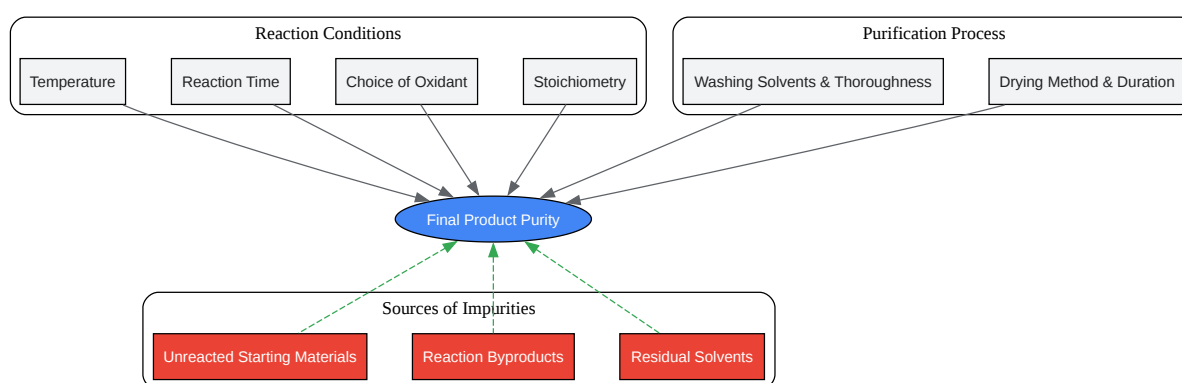 Reaction Conditions
Purification Process
Temperature
Reaction Time
Choice of Oxidant
Stoichiometry
Washing Solvents & Thoroughness
Drying Method & Duration
Final Product Purity
Sources of Impurities
Unreacted Starting Materials
Reaction Byproducts
Residual Solvents